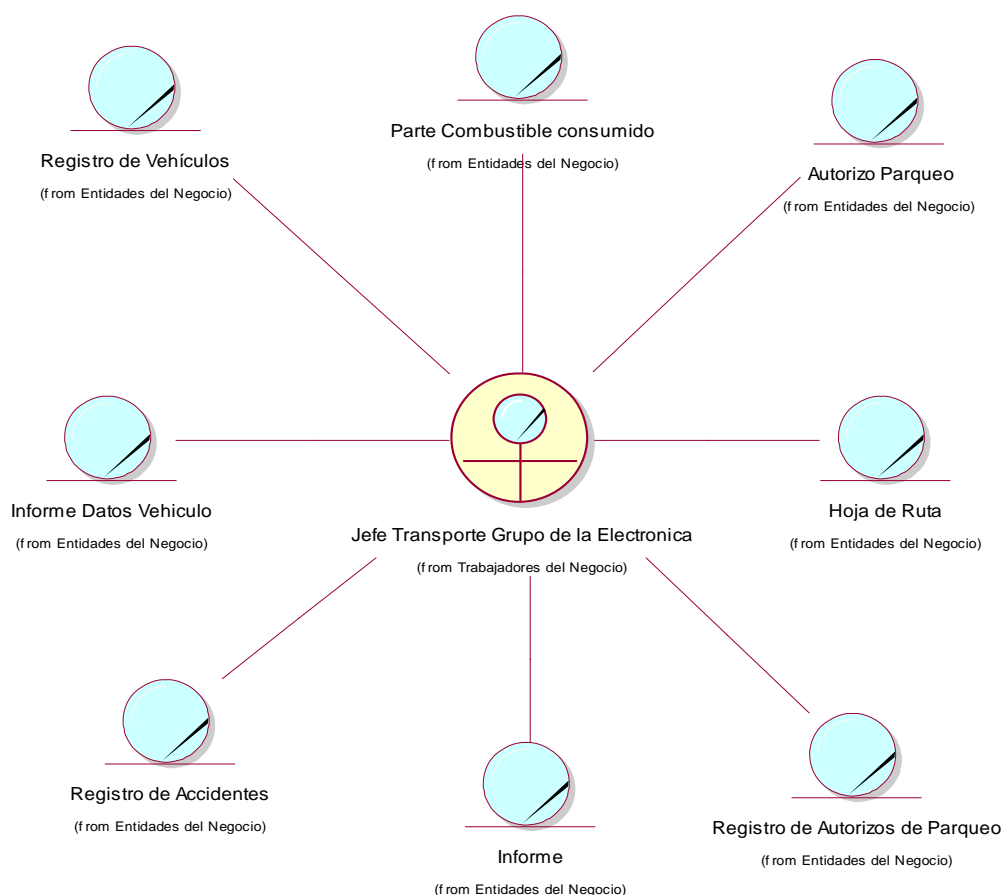 Parte Combustible consumido
(from Entidades del Negocio)
Registro de Vehículos
(from Entidades del Negocio)
Autorizo Parqueo
(from Entidades del Negocio)
Informe Datos Vehiculo
(from Entidades del Negocio)
Jefe Transporte Grupo de la Electronica
(from Trabajadores del Negocio)
Hoja de Ruta
(from Entidades del Negocio)
Registro de Accidentes
(from Entidades del Negocio)
Informe
(from Entidades del Negocio)
Registro de Autorizos de Parqueo
(from Entidades del Negocio)